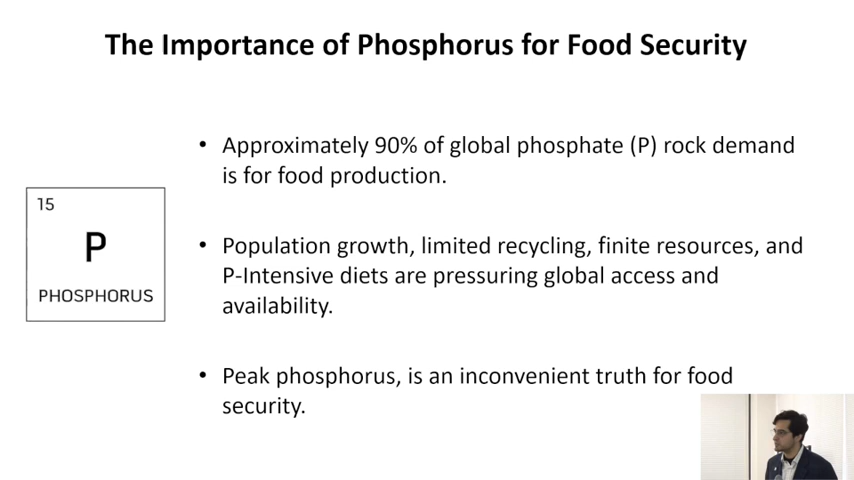 The Importance of Phosphorus for Food Security
• Approximately 90% of global phosphate (P) rock demand
is for food production.
15
P
PHOSPHORUS
• Population growth, limited recycling, finite resources, and
P-Intensive diets are pressuring global access and
availability.
• Peak phosphorus, is an inconvenient truth for food
security.